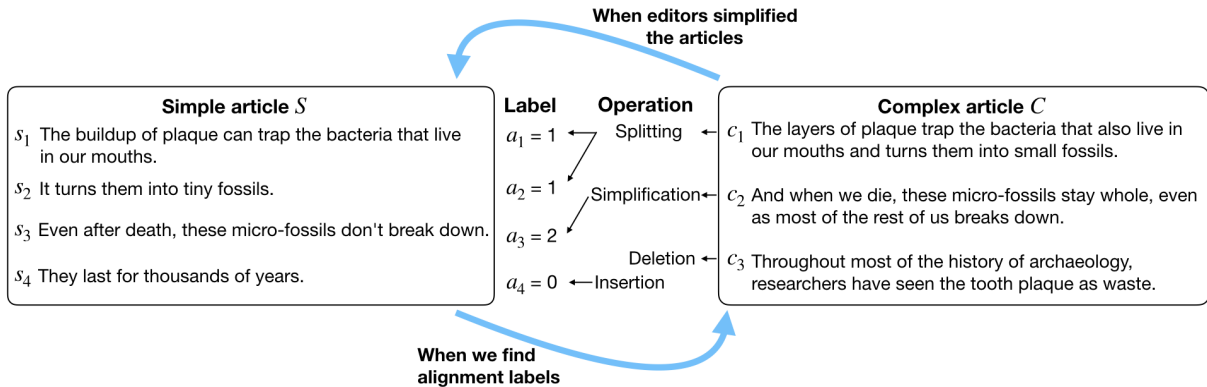 When editors simplified
the articles
Simple article S
s1 The buildup of plaque can trap the bacteria that live
in our mouths.
s2 It turns them into tiny fossils.
s3 Even after death, these micro-fossils don't break down.
s4 They last for thousands of years.
Label
a1 = 1
a2 = 1
a3 = 2
a4 = 0
Operation
Splitting
Simplification
Deletion
Insertion
Complex article C
c1 The layers of plaque trap the bacteria that also live in
our mouths and turns them into small fossils.
c2 And when we die, these micro-fossils stay whole, even
as most of the rest of us breaks down.
c3 Throughout most of the history of archaeology,
researchers have seen the tooth plaque as waste.
When we find
alignment labels